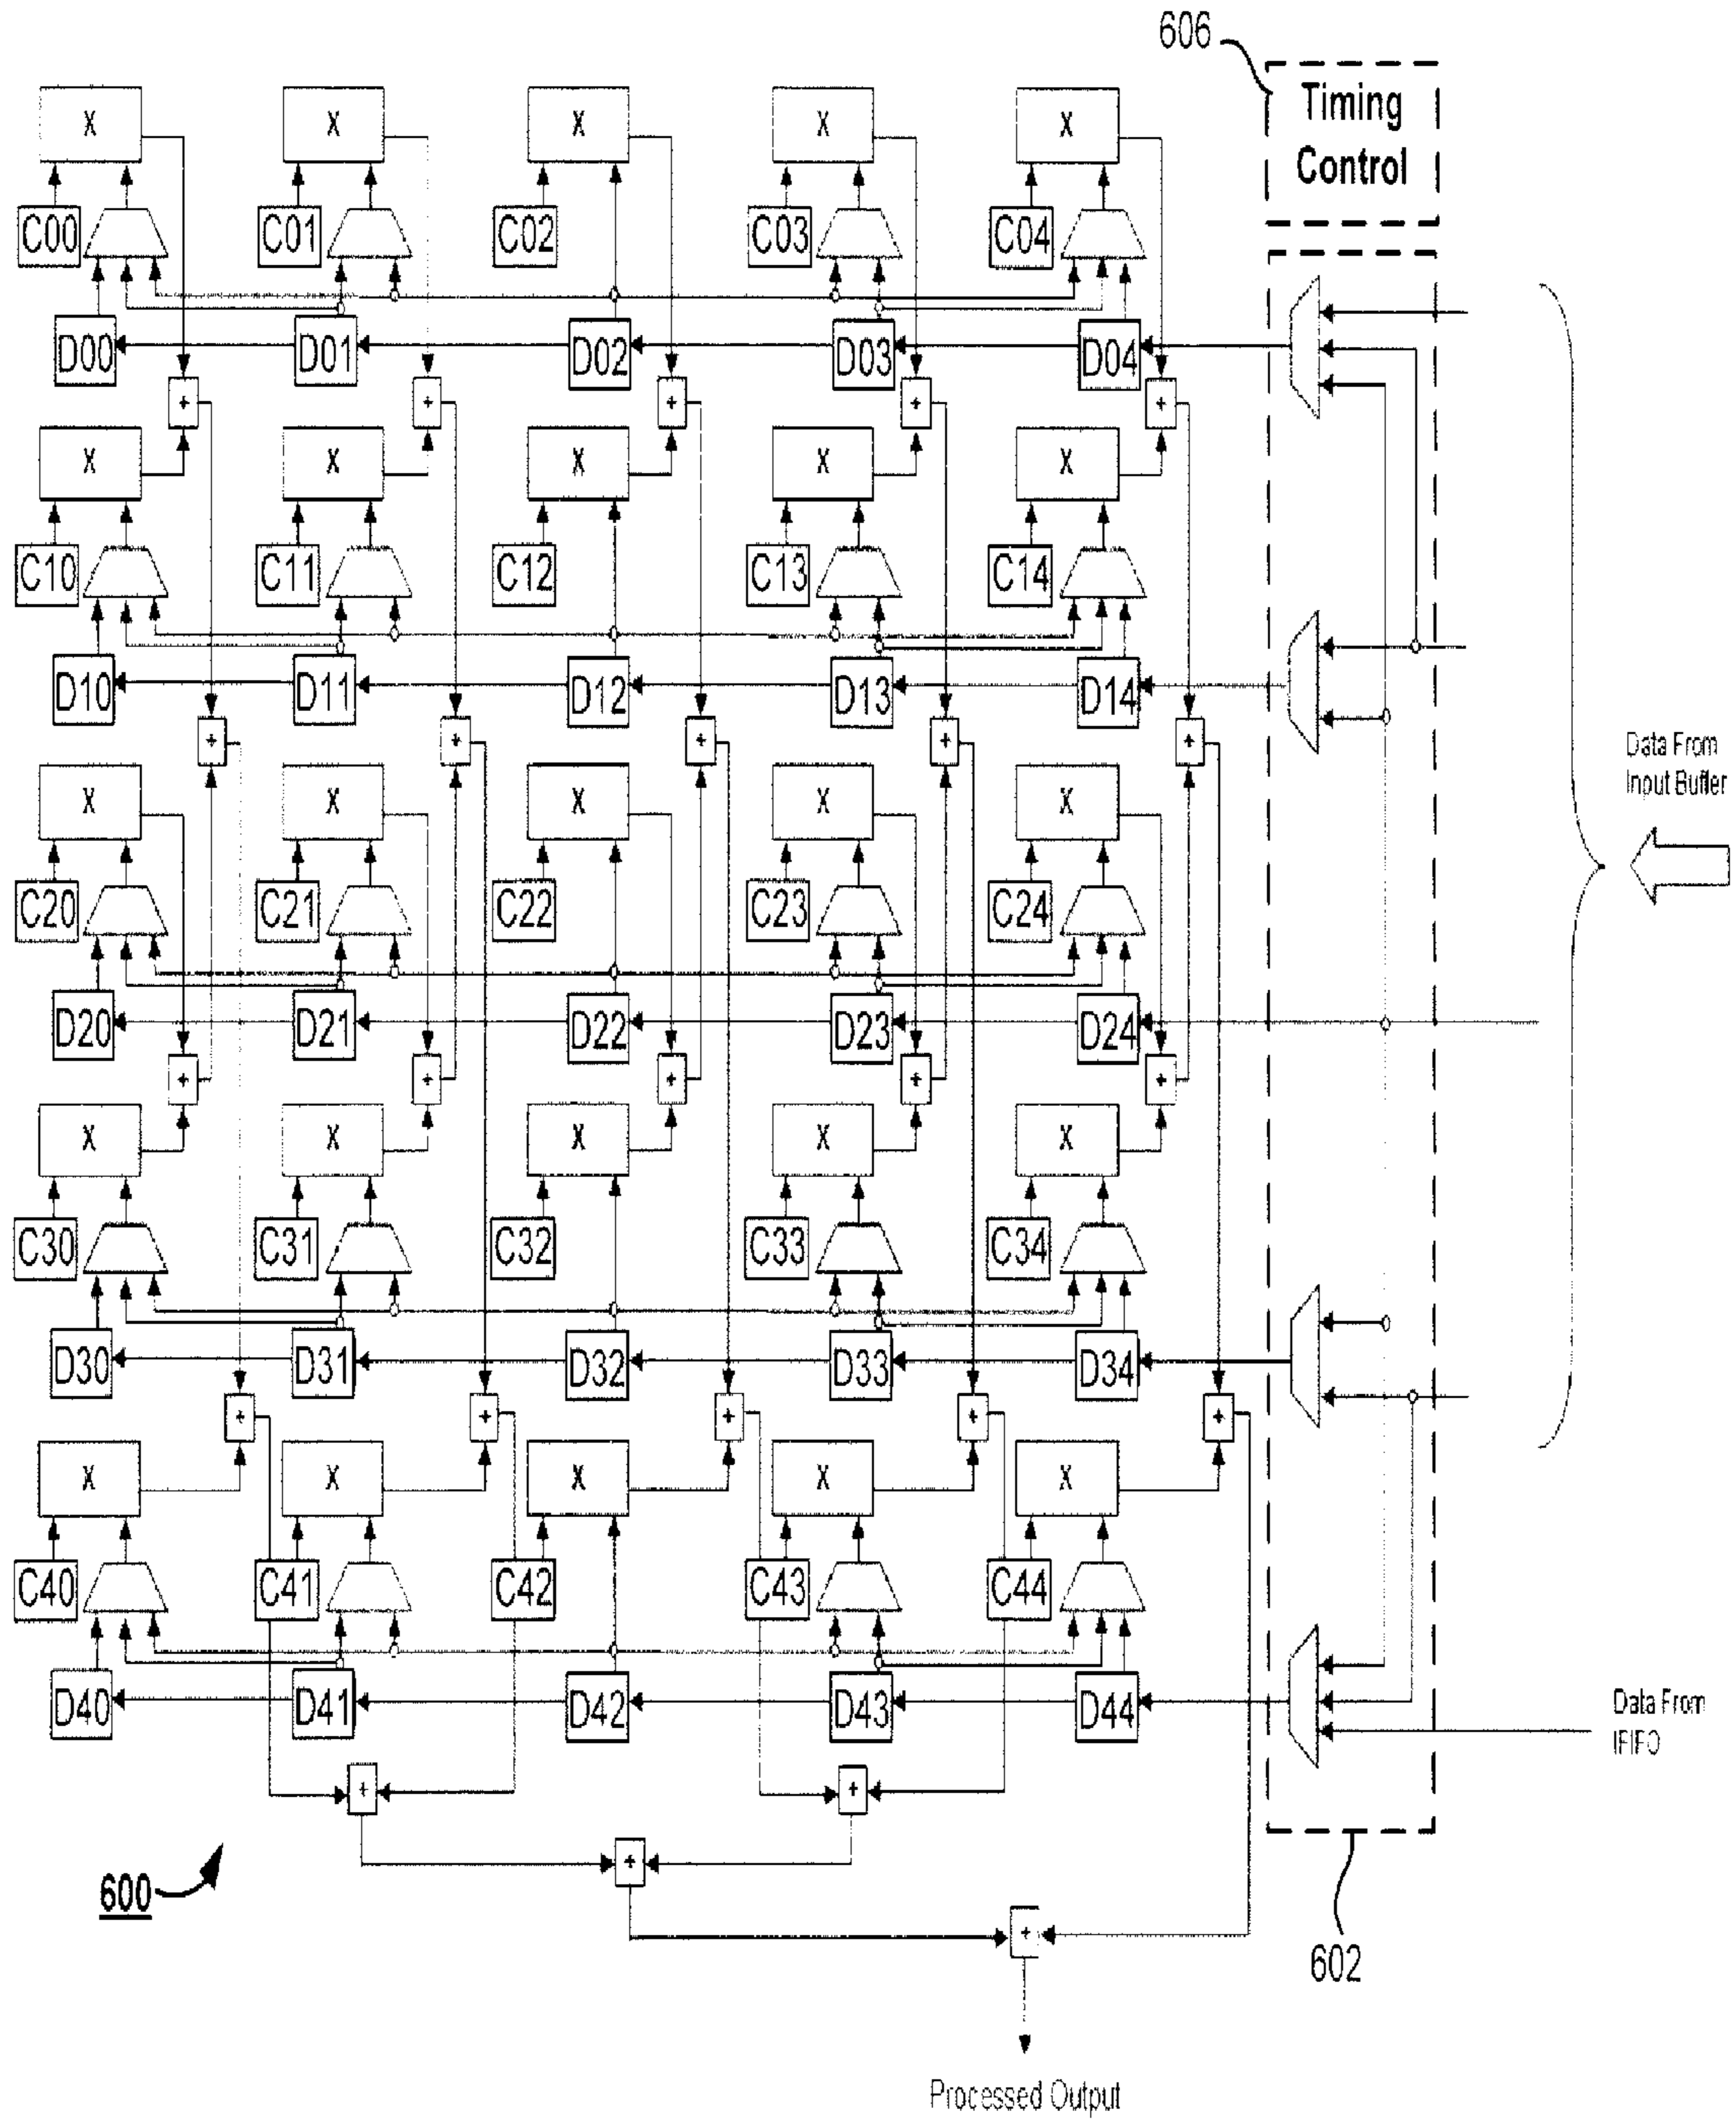 606
Timing
Control
X X X X X
C00 C01 C02 C03 C04
D00 D01 D02 D03 D04
+ + + + +
X X X X X
C10 C11 C12 C13 C14
D10 D11 D12 D13 D14
+ + + + +
Data From
Input Buffer
X X X X X
C20 C21 C22 C23 C24
D20 D21 D22 D23 D24
+ + + + +
X X X X X
C30 C31 C32 C33 C34
D30 D31 D32 D33 D34
+ + + + +
X X X X X
C40 C41 C42 C43 C44
D40 D41 D42 D43 D44
Data From
IFIFO
+ +
+
600
+
602
Processed Output